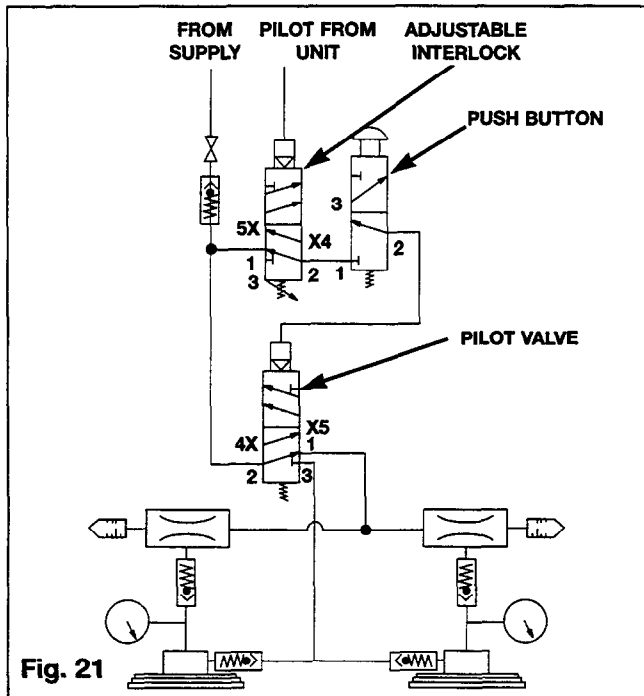 FROM SUPPLY
PILOT FROM UNIT
ADJUSTABLE INTERLOCK
PUSH BUTTON
3
5X
X4
1
2
1
2
3
PILOT VALVE
4X
X5
1
2
3
Fig. 21